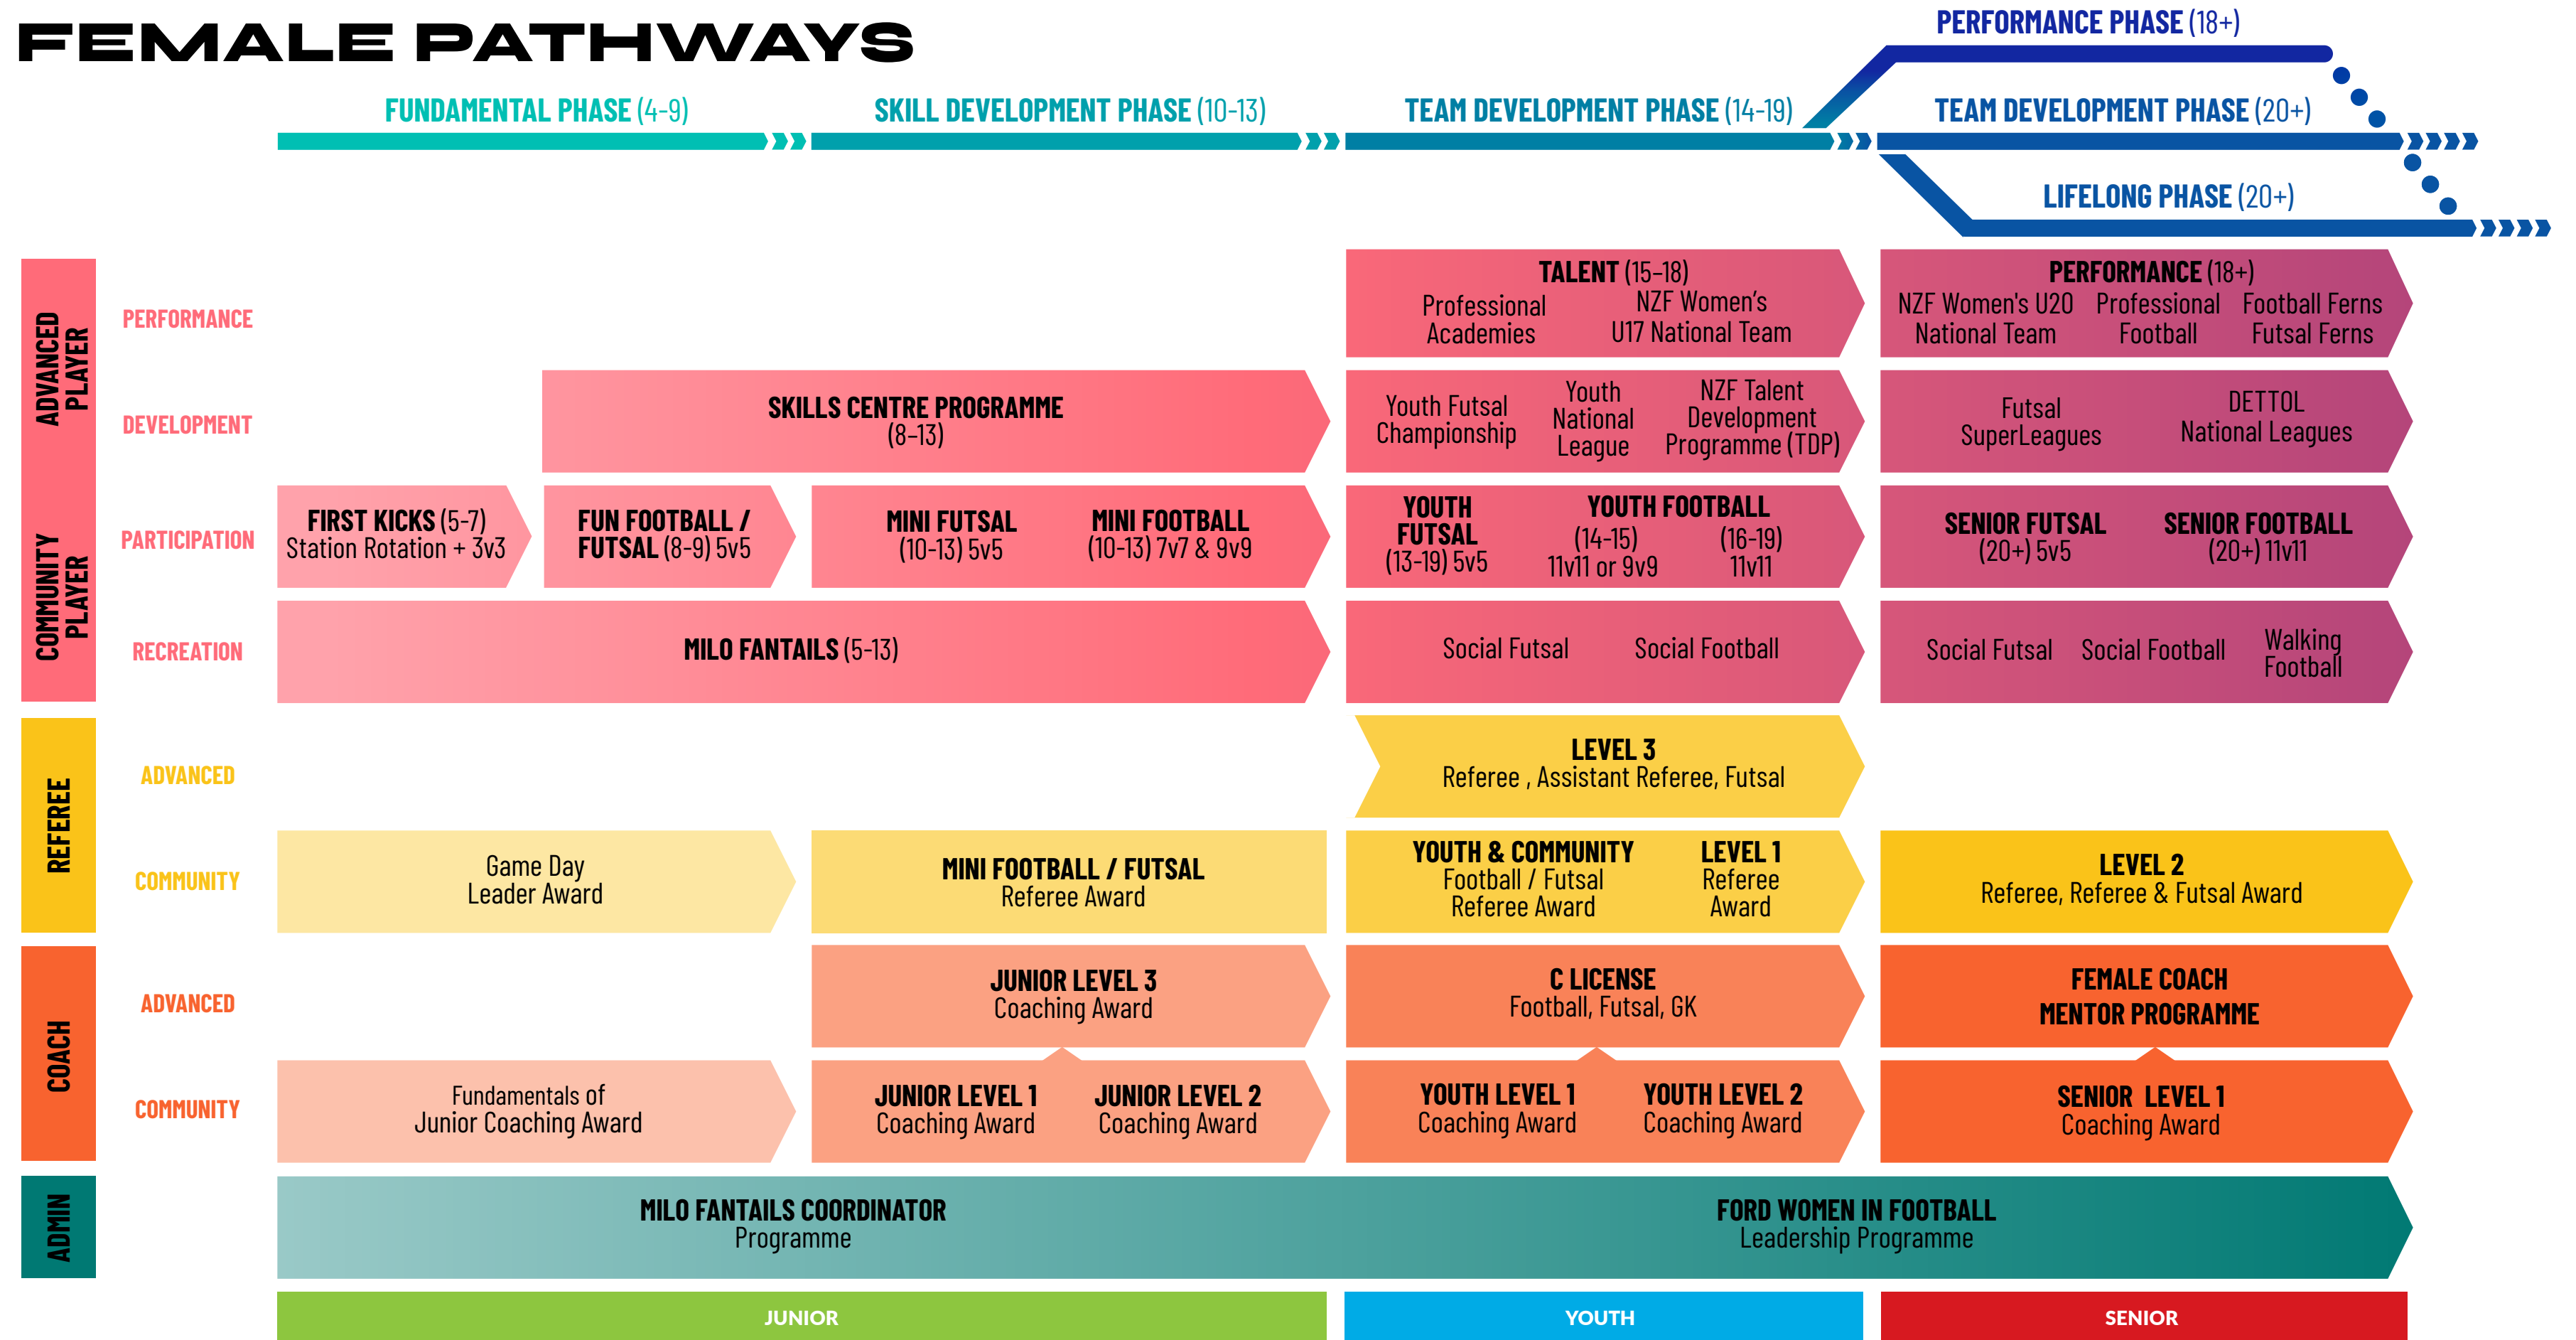 FEMALE PATHWAYS
PERFORMANCE PHASE (18+)
FUNDAMENTAL PHASE (4-9)
SKILL DEVELOPMENT PHASE (10-13)
TEAM DEVELOPMENT PHASE (14-19)
TEAM DEVELOPMENT PHASE (20+)
LIFELONG PHASE (20+)
ADVANCED
PLAYER
PERFORMANCE
TALENT (15–18)
Professional
Academies
NZF Women’s
U17 National Team
PERFORMANCE (18+)
NZF Women's U20
National Team
Professional
Football
Football Ferns
Futsal Ferns
DEVELOPMENT
SKILLS CENTRE PROGRAMME
(8–13)
Youth Futsal
Championship
Youth
National
League
NZF Talent
Development
Programme (TDP)
Futsal
SuperLeagues
DETTOL
National Leagues
COMMUNITY
PLAYER
PARTICIPATION
FIRST KICKS (5-7)
Station Rotation + 3v3
FUN FOOTBALL /
FUTSAL (8-9) 5v5
MINI FUTSAL
(10-13) 5v5
MINI FOOTBALL
(10-13) 7v7 & 9v9
YOUTH
FUTSAL
(13-19) 5v5
YOUTH FOOTBALL
(14-15)
11v11 or 9v9
(16-19)
11v11
SENIOR FUTSAL
(20+) 5v5
SENIOR FOOTBALL
(20+) 11v11
RECREATION
MILO FANTAILS (5-13)
Social Futsal
Social Football
Social Futsal
Social Football
Walking
Football
REFEREE
ADVANCED
LEVEL 3
Referee , Assistant Referee, Futsal
COMMUNITY
Game Day
Leader Award
MINI FOOTBALL / FUTSAL
Referee Award
YOUTH & COMMUNITY
Football / Futsal
Referee Award
LEVEL 1
Referee
Award
LEVEL 2
Referee, Referee & Futsal Award
COACH
ADVANCED
JUNIOR LEVEL 3
Coaching Award
C LICENSE
Football, Futsal, GK
FEMALE COACH
MENTOR PROGRAMME
COMMUNITY
Fundamentals of
Junior Coaching Award
JUNIOR LEVEL 1
Coaching Award
JUNIOR LEVEL 2
Coaching Award
YOUTH LEVEL 1
Coaching Award
YOUTH LEVEL 2
Coaching Award
SENIOR LEVEL 1
Coaching Award
ADMIN
MILO FANTAILS COORDINATOR
Programme
FORD WOMEN IN FOOTBALL
Leadership Programme
JUNIOR
YOUTH
SENIOR